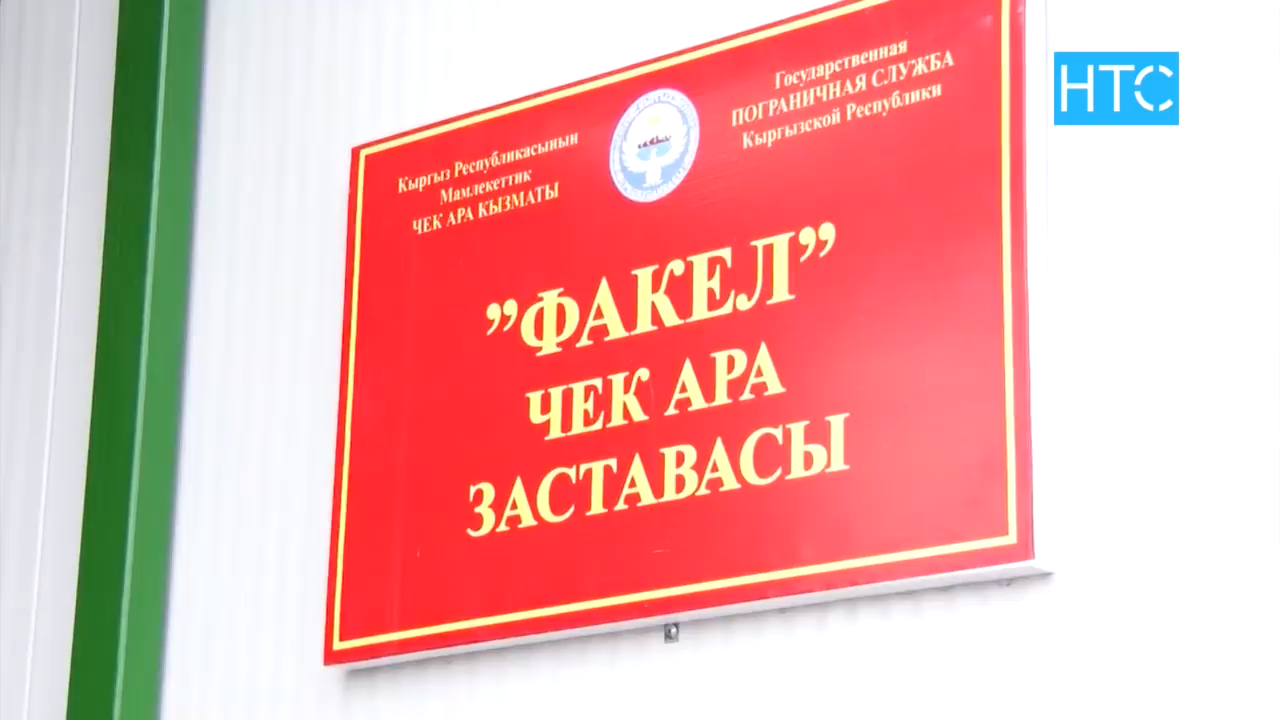 Кыргыз Республикасынын
Мамлекеттик
ЧЕК АРА КЫЗМАТЫ
Государственная
ПОГРАНИЧНАЯ СЛУЖБА
Кыргызской Республики
”ФАКЕЛ”
ЧЕК АРА
ЗАСТАВАСЫ
НТС